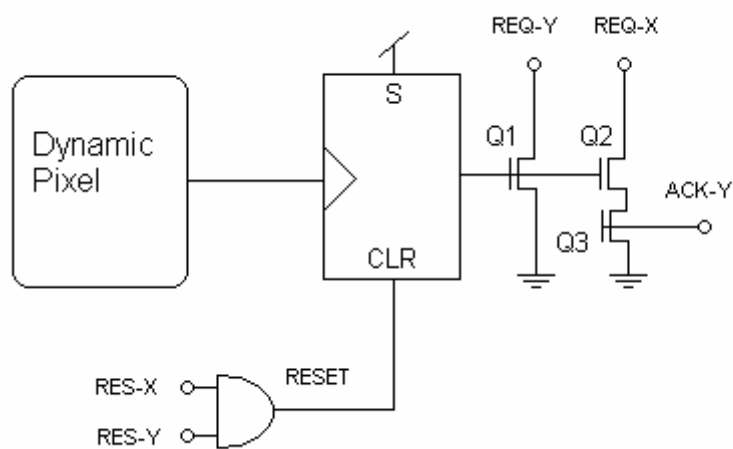 REQ-Y
REQ-X
S
Dynamic
Pixel
Q1
Q2
ACK-Y
Q3
CLR
RES-X
RESET
RES-Y